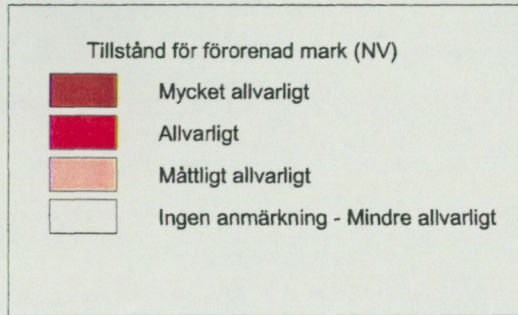 Tillstånd för förorenad mark (NV)
Mycket allvarligt
Allvarligt
Måttligt allvarligt
Ingen anmärkning - Mindre allvarligt